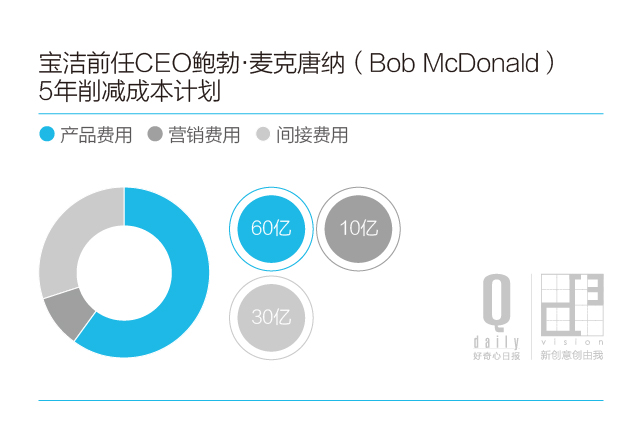 宝洁前任CEO鲍勃·麦克唐纳（Bob McDonald）
5年削减成本计划
产品费用 营销费用 间接费用
60亿 10亿
30亿
Q
daily
好奇心日报
vision
新创意创由我